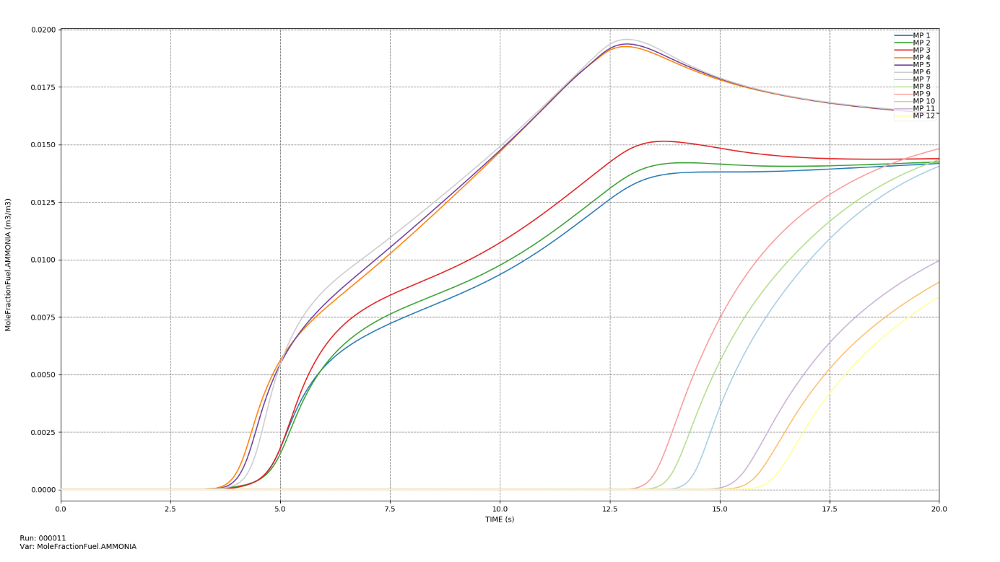 MoleFractionFuel.AMMONIA (m3/m3)
0.0200
0.0175
0.0150
0.0125
0.0100
0.0075
0.0050
0.0025
0.0000
MP 1
MP 2
MP 3
MP 4
MP 5
MP 6
MP 7
MP 8
MP 9
MP 10
MP 11
MP 12
0.0 2.5 5.0 7.5 10.0 12.5 15.0 17.5 20.0
TIME (s)
Run: 000011
Var: MoleFractionFuel.AMMONIA